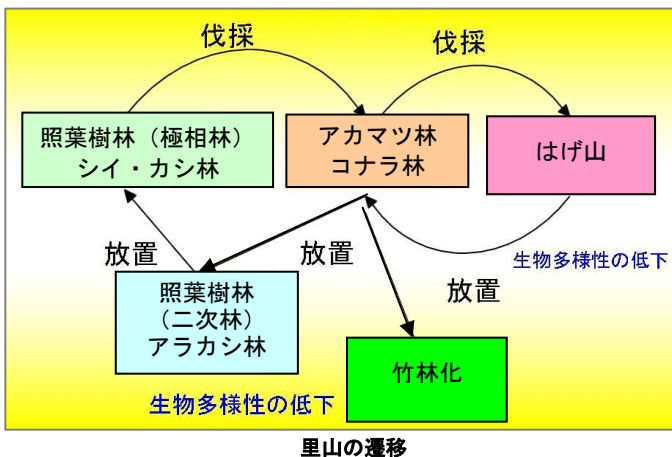 伐採
伐採
照葉樹林（極相林）
シイ・カシ林
アカマツ林
コナラ林
はげ山
放置
放置
放置
生物多様性の低下
照葉樹林
（二次林）
アラカシ林
竹林化
生物多様性の低下
里山の遷移